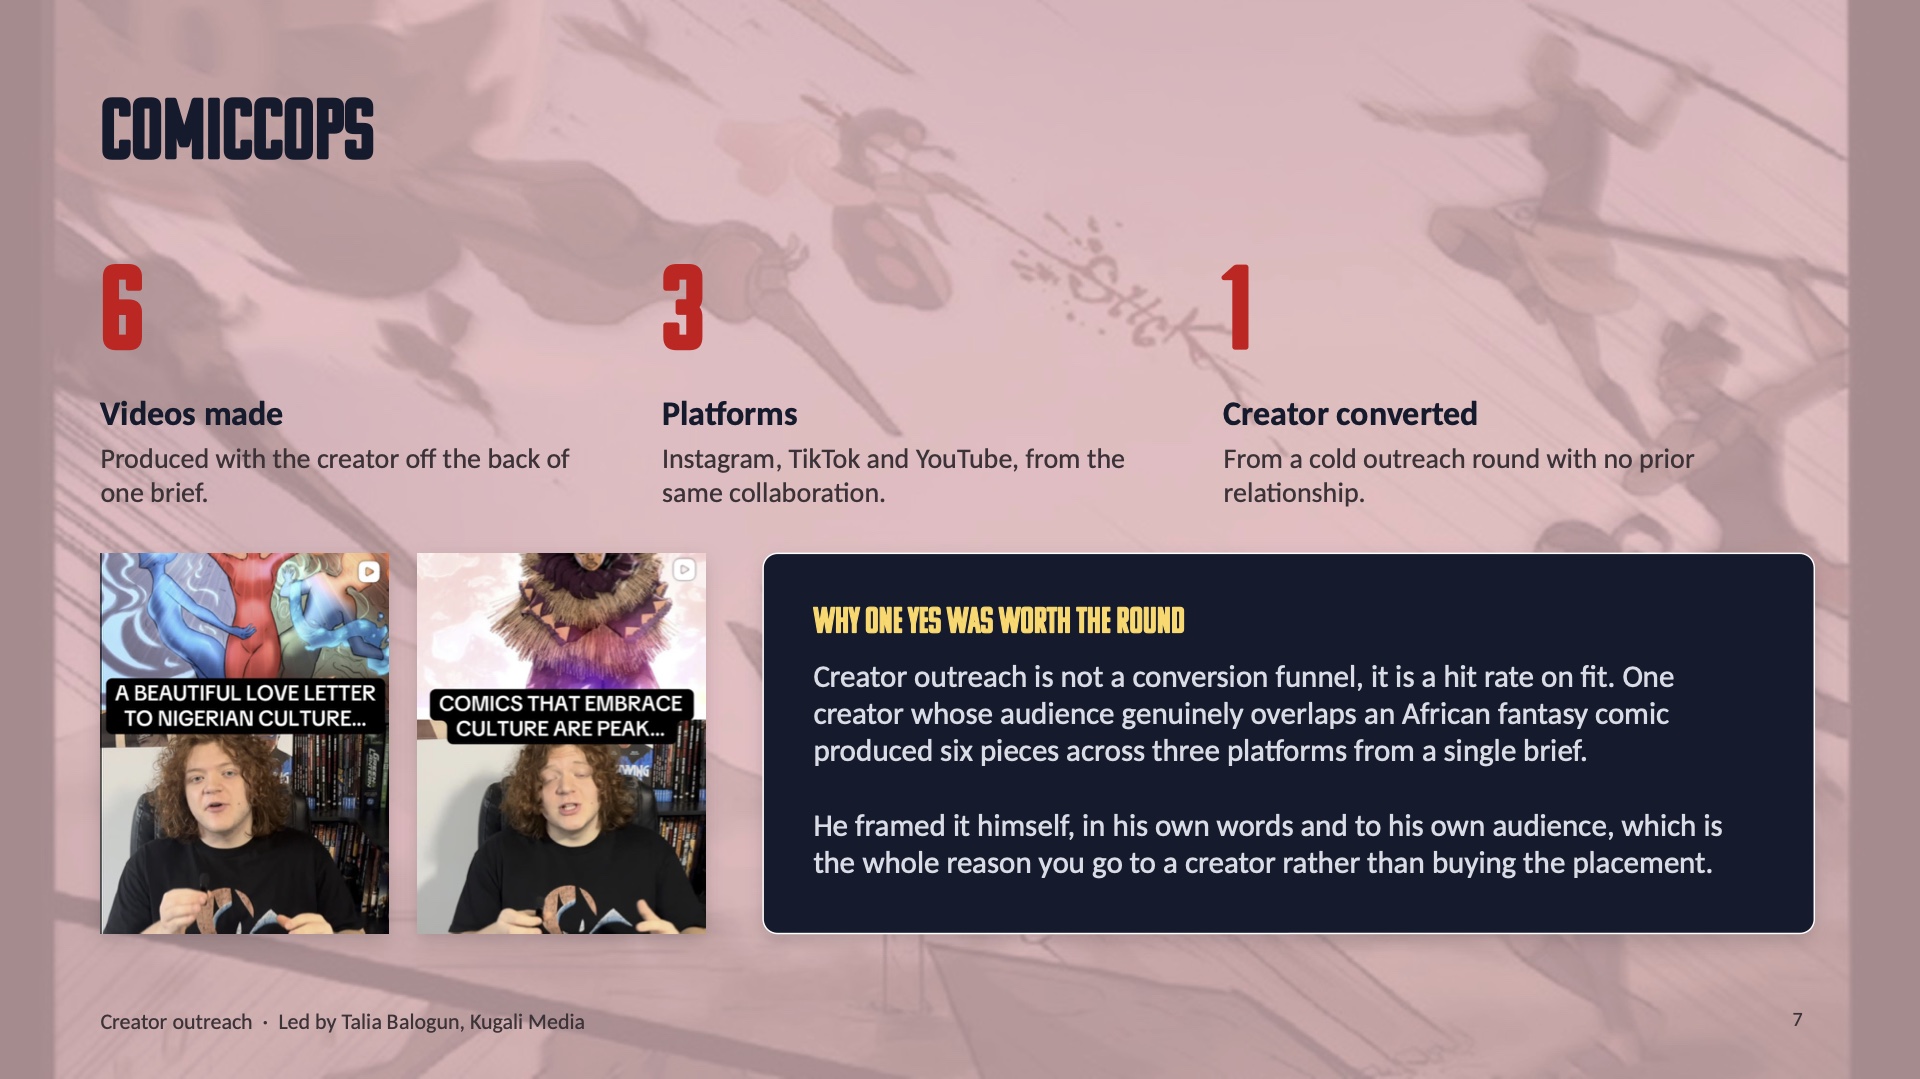 COMICCOPS
6
3
1
Videos made
Produced with the creator off the back of
one brief.
Platforms
Instagram, TikTok and YouTube, from the
same collaboration.
Creator converted
From a cold outreach round with no prior
relationship.
A BEAUTIFUL LOVE LETTER
TO NIGERIAN CULTURE...
COMICS THAT EMBRACE
CULTURE ARE PEAK...
WHY ONE YES WAS WORTH THE ROUND
Creator outreach is not a conversion funnel, it is a hit rate on fit. One
creator whose audience genuinely overlaps an African fantasy comic
produced six pieces across three platforms from a single brief.
He framed it himself, in his own words and to his own audience, which is
the whole reason you go to a creator rather than buying the placement.
Creator outreach · Led by Talia Balogun, Kugali Media
7